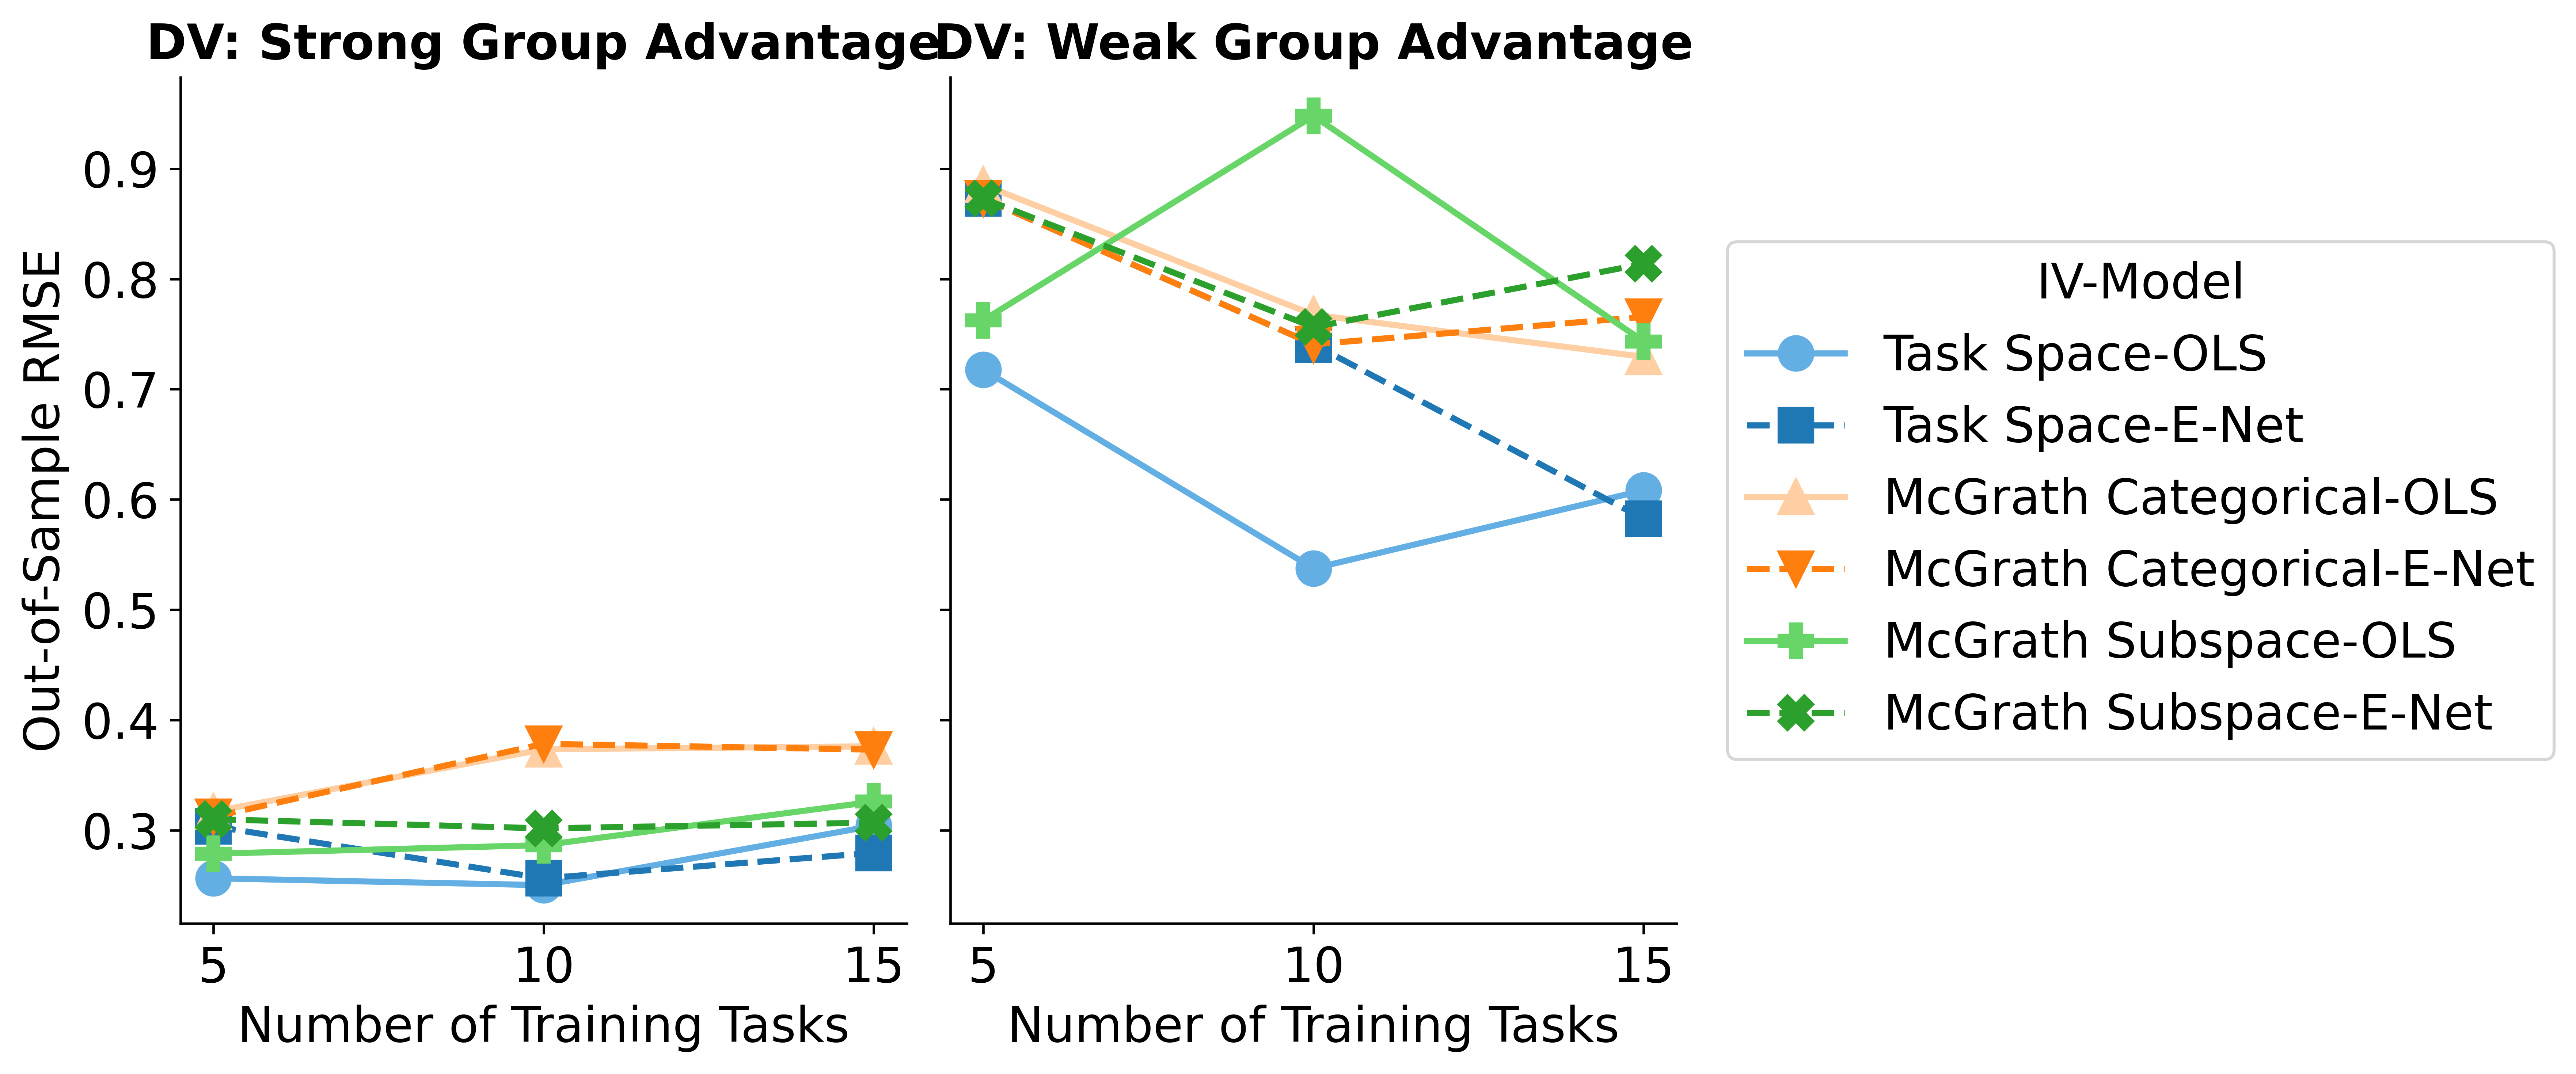 DV: Strong Group Advantage
DV: Weak Group Advantage
Out-of-Sample RMSE
0.9
0.8
0.7
0.6
0.5
0.4
0.3
5 10 15
Number of Training Tasks
5 10 15
Number of Training Tasks
IV-Model
Task Space-OLS
Task Space-E-Net
McGrath Categorical-OLS
McGrath Categorical-E-Net
McGrath Subspace-OLS
McGrath Subspace-E-Net